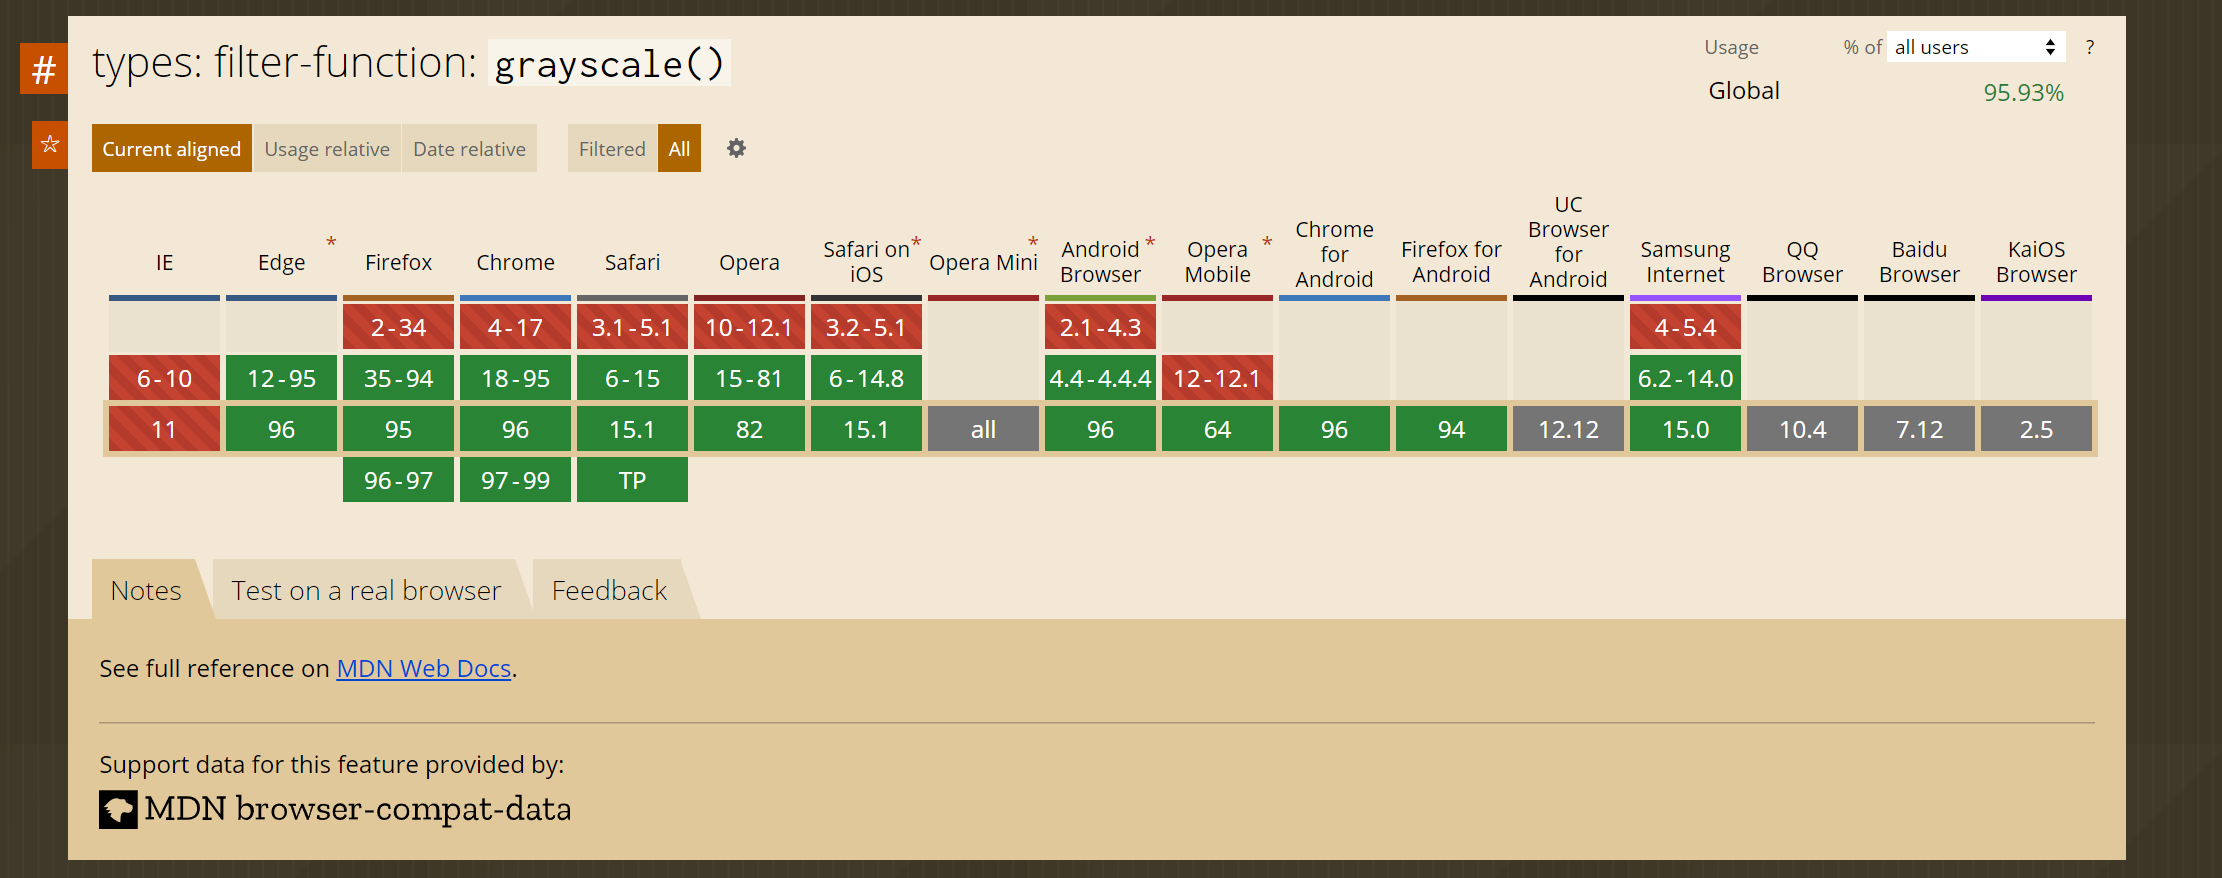 #
☆
types: filter-function: grayscale()
Usage % of all users ?
Global 95.93%
Current aligned Usage relative Date relative Filtered All
IE
Edge *
Firefox
Chrome
Safari
Opera
Safari on *
iOS
Opera Mini *
Android *
Browser
Opera *
Mobile
Chrome
for
Android
Firefox for
Android
UC
Browser
for
Android
Samsung
Internet
QQ
Browser
Baidu
Browser
KaiOS
Browser
2-34 4-17 3.1-5.1 10-12.1 3.2-5.1 2.1-4.3 4-5.4
6-10 12-95 35-94 18-95 6-15 15-81 6-14.8 4.4-4.4.4 12-12.1 6.2-14.0
11 96 95 96 15.1 82 15.1 all 96 64 96 94 12.12 15.0 10.4 7.12 2.5
96-97 97-99 TP
Notes Test on a real browser Feedback
See full reference on MDN Web Docs.
Support data for this feature provided by:
MDN browser-compat-data